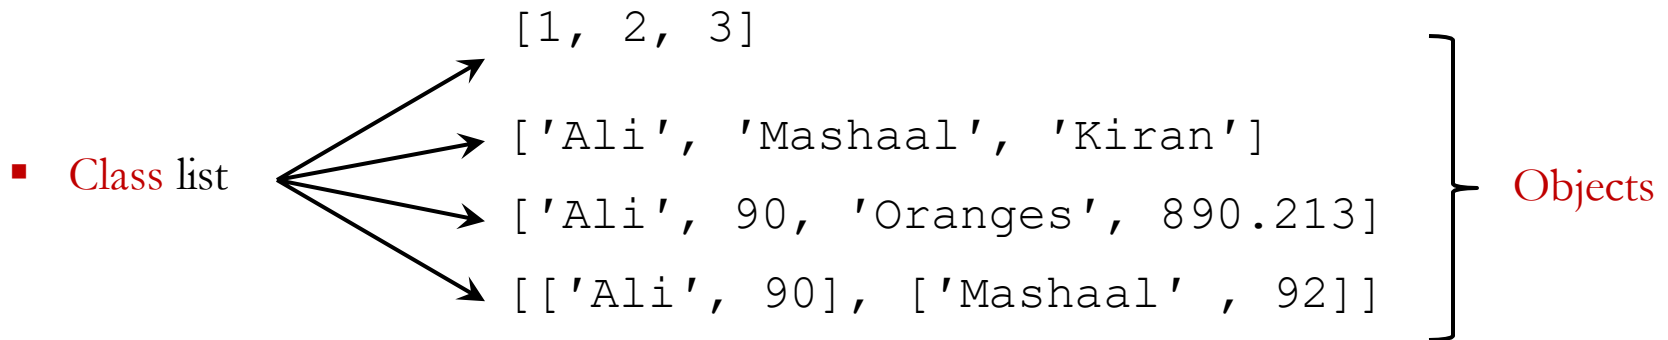 [1, 2, 3]
['Ali', 'Mashaal', 'Kiran']
▪ Class list
Objects
['Ali', 90, 'Oranges', 890.213]
[['Ali', 90], ['Mashaal' , 92]]